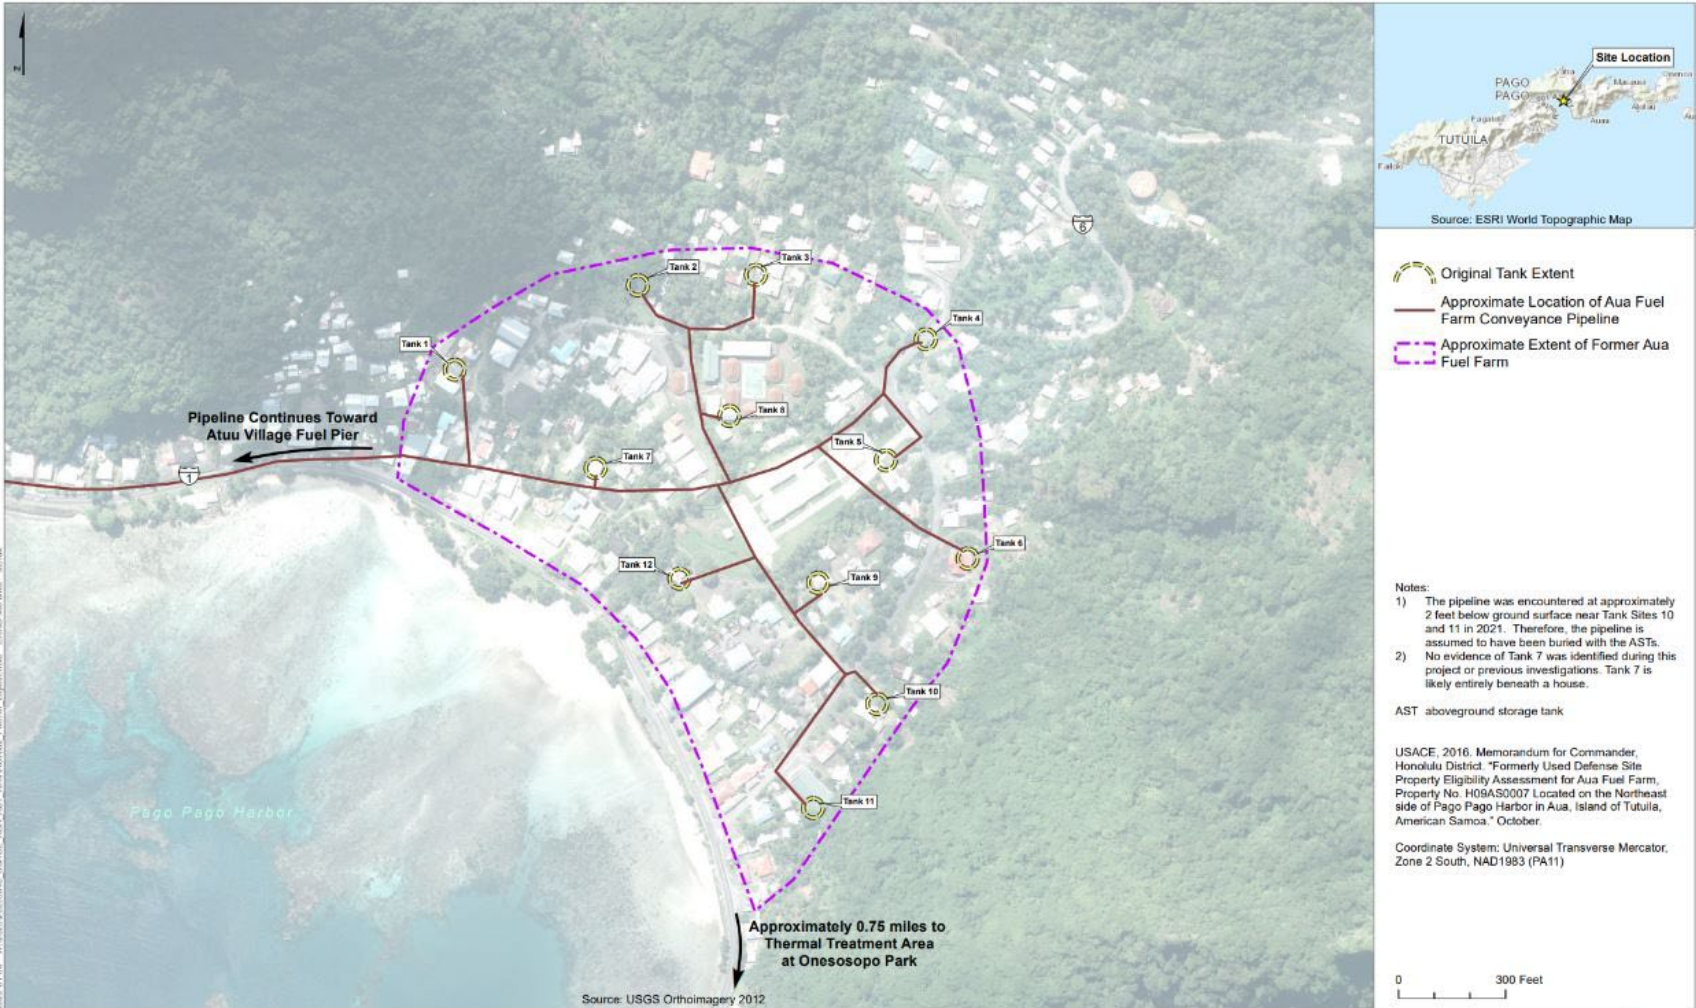 N
Tank 3
Tank 2
Tank 4
Tank 1
Tank 8
Pipeline Continues Toward
Atuu Village Fuel Pier
Tank 5
Tank 7
1
6
Tank 6
Tank 12
Tank 9
Tank 10
Tank 11
Pago Pago Harbor
Approximately 0.75 miles to
Thermal Treatment Area
at Onesosopo Park
Source: USGS Orthoimagery 2012
Site Location
PAGO
PAGO
TUTUILA
Source: ESRI World Topographic Map
Original Tank Extent
Approximate Location of Aua Fuel
Farm Conveyance Pipeline
Approximate Extent of Former Aua
Fuel Farm
Notes:
1) The pipeline was encountered at approximately
2 feet below ground surface near Tank Sites 10
and 11 in 2021. Therefore, the pipeline is
assumed to have been buried with the ASTs.
2) No evidence of Tank 7 was identified during this
project or previous investigations. Tank 7 is
likely entirely beneath a house.
AST aboveground storage tank
USACE, 2016. Memorandum for Commander,
Honolulu District. "Formerly Used Defense Site
Property Eligibility Assessment for Aua Fuel Farm,
Property No. H09AS0007 Located on the Northeast
side of Pago Pago Harbor in Aua, Island of Tutuila,
American Samoa." October.
Coordinate System: Universal Transverse Mercator,
Zone 2 South, NAD1983 (PA11)
0 300 Feet